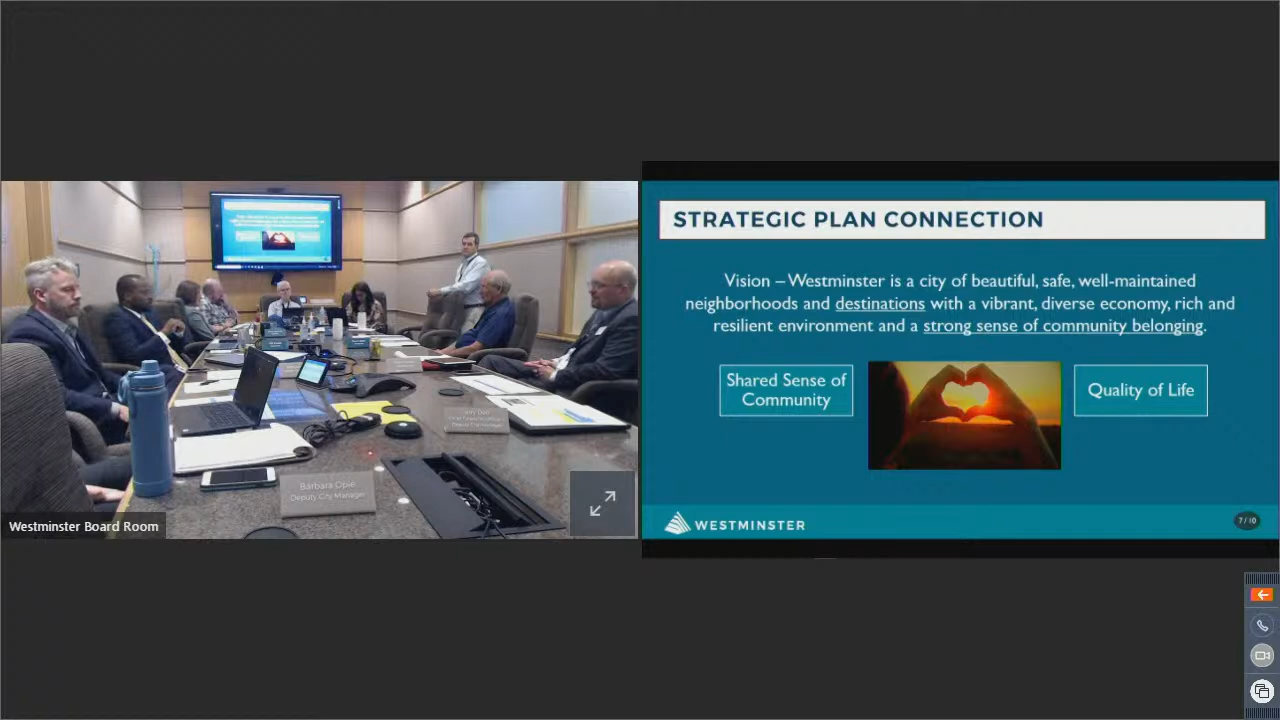 Barbara Opie
Deputy City Manager
Westminster Board Room
STRATEGIC PLAN CONNECTION
Vision – Westminster is a city of beautiful, safe, well-maintained
neighborhoods and destinations with a vibrant, diverse economy, rich and
resilient environment and a strong sense of community belonging.
Shared Sense of
Community
Quality of Life
WESTMINSTER
7 / 10